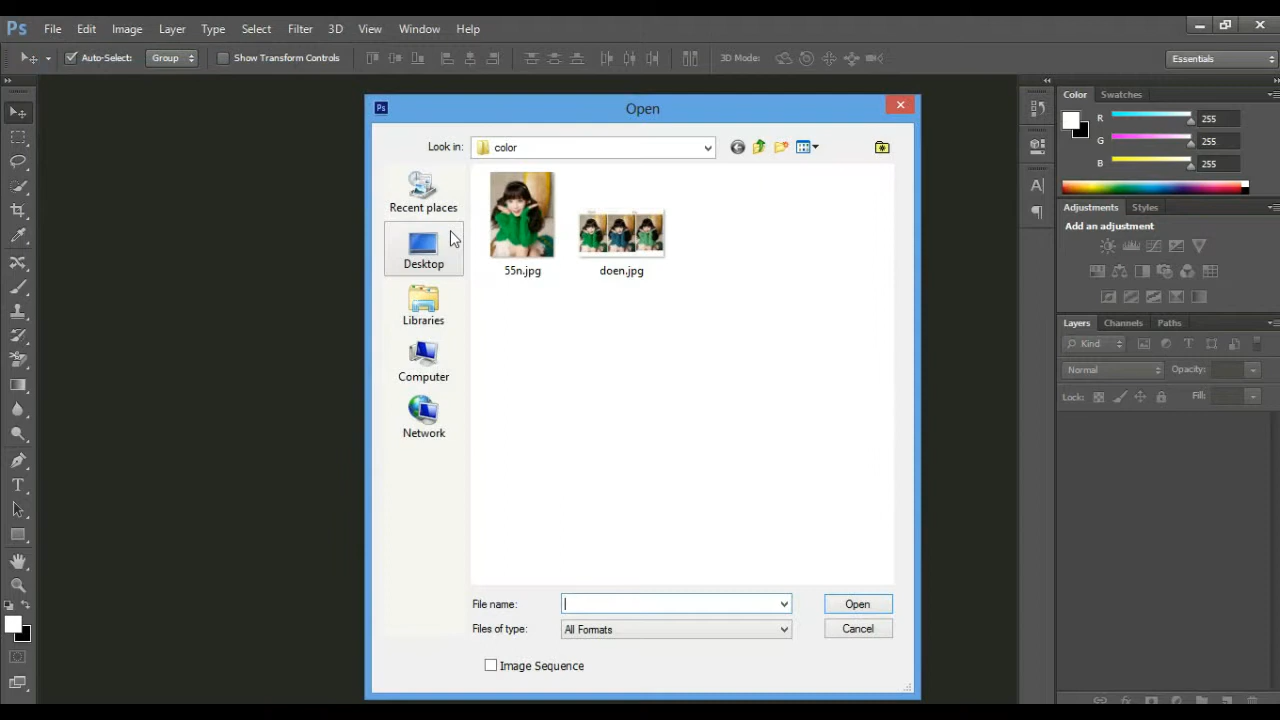 Ps File Edit Image Layer Type Select Filter 3D View Window Help
Auto-Select: Group Show Transform Controls 3D Mode: Essentials
Ps Open
Color Swatches
Look in: color
R 255
G 255
B 255
Recent places
Desktop
Libraries
Computer
Network
55n.jpg doen.jpg
Adjustments Styles
Add an adjustment
Layers Channels Paths
Kind
Normal Opacity:
Lock: Fill:
File name: Open
Files of type: All Formats Cancel
Image Sequence